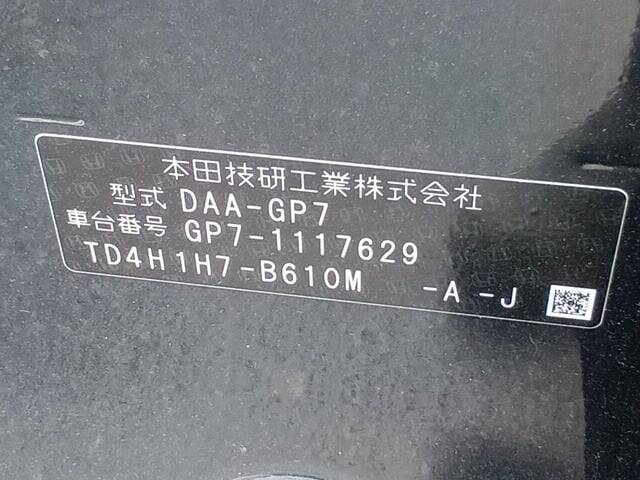 本田技研工業株式会社
型式 DAA-GP7
車台番号 GP7-1117629
TD4H1H7-B610M -A -J